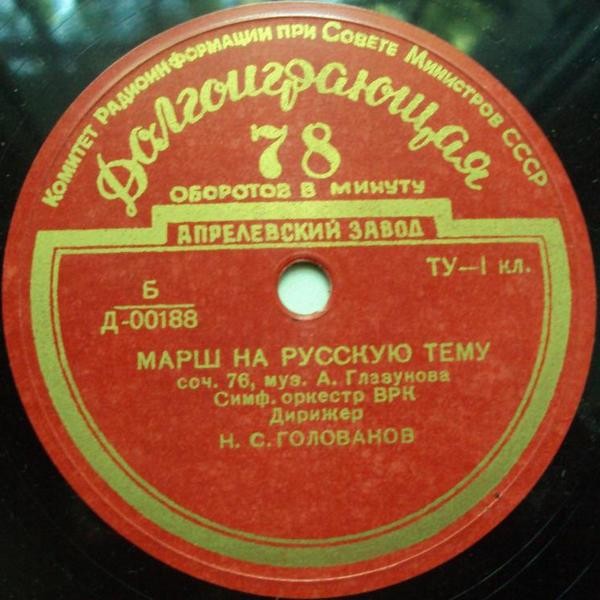 Комитет Радиоинформации при Совете Министров СССР
Долгоиграющая
78
оборотов в минуту
АПРЕЛЕВСКИЙ ЗАВОД
ТУ—I кл.
Б
Д-00188
МАРШ НА РУССКУЮ ТЕМУ
соч. 76, муз. А. Глазунова
Симф. оркестр ВРК
Дирижер
Н. С. ГОЛОВАНОВ